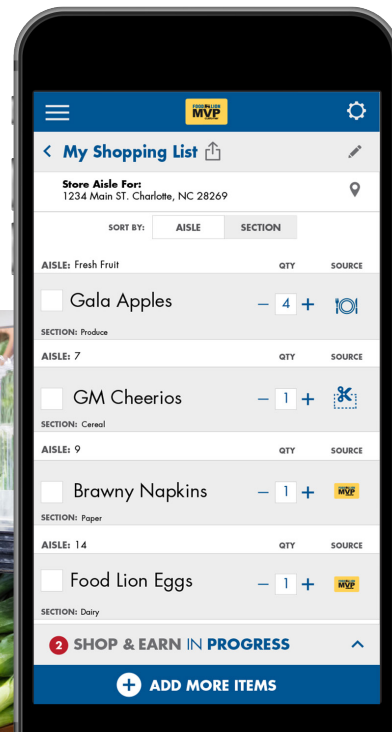 FOOD LION
MVP
My Shopping List
Store Aisle For:
1234 Main ST. Charlotte, NC 28269
SORT BY: AISLE SECTION
AISLE: Fresh Fruit QTY SOURCE
Gala Apples – 4 +
SECTION: Produce
AISLE: 7 QTY SOURCE
GM Cheerios – 1 +
SECTION: Cereal
AISLE: 9 QTY SOURCE
Brawny Napkins – 1 + MVP
SECTION: Paper
AISLE: 14 QTY SOURCE
Food Lion Eggs – 1 + MVP
SECTION: Dairy
2 SHOP & EARN IN PROGRESS
+ ADD MORE ITEMS